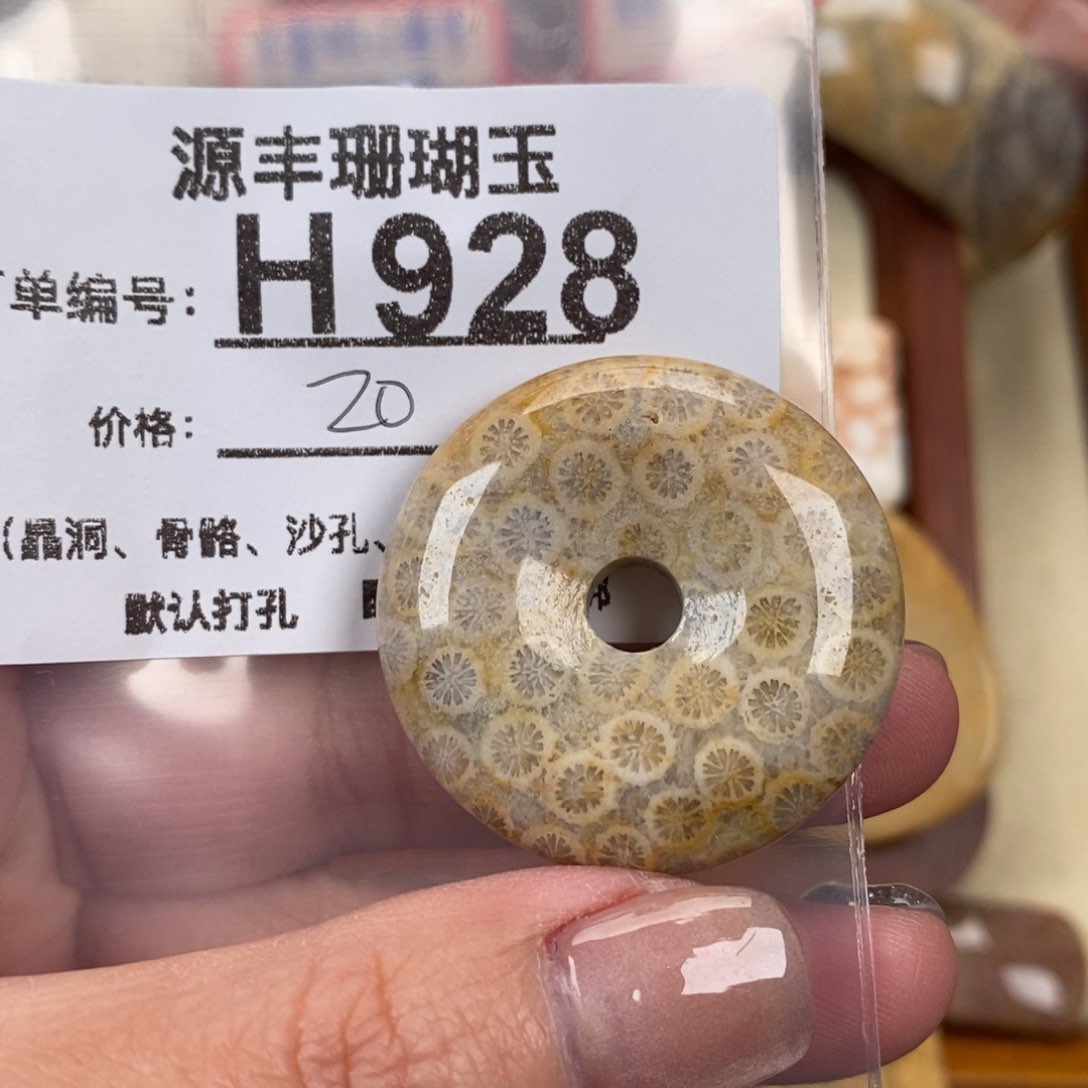 源丰珊瑚玉
单编号: H928
价格: 20
(晶洞、骨骼、沙孔、
默认打孔